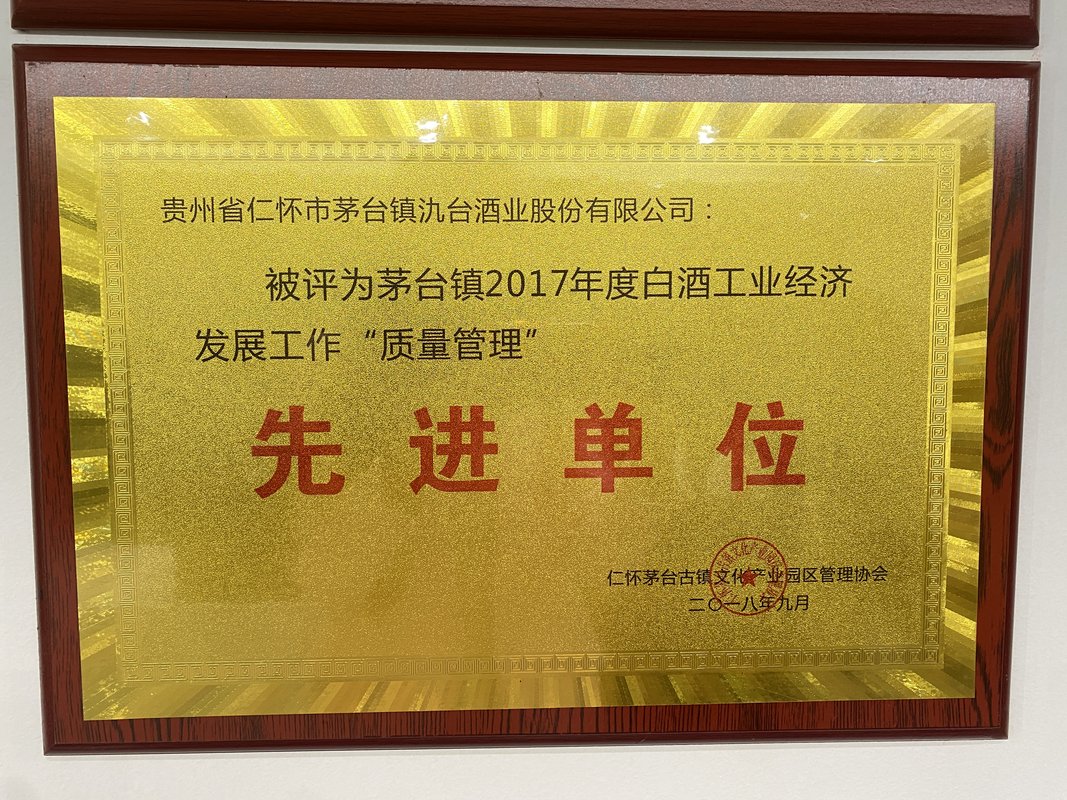 贵州省仁怀市茅台镇氿台酒业股份有限公司：
被评为茅台镇2017年度白酒工业经济
发展工作“质量管理”
先进单位
仁怀茅台古镇文化产业园区管理协会
二〇一八年九月